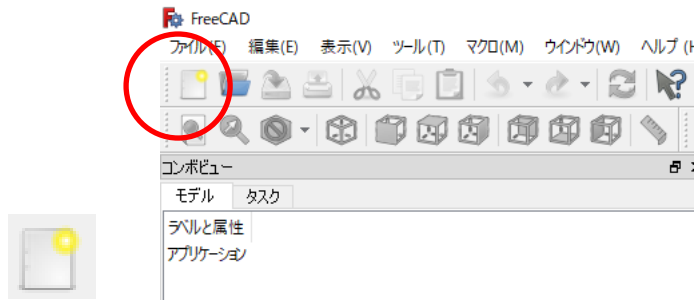 FreeCAD
ファイル(F) 編集(E) 表示(V) ツール(T) マクロ(M) ウインドウ(W) ヘルプ (H
コンボビュー
モデル タスク
ラベルと属性
アプリケーション